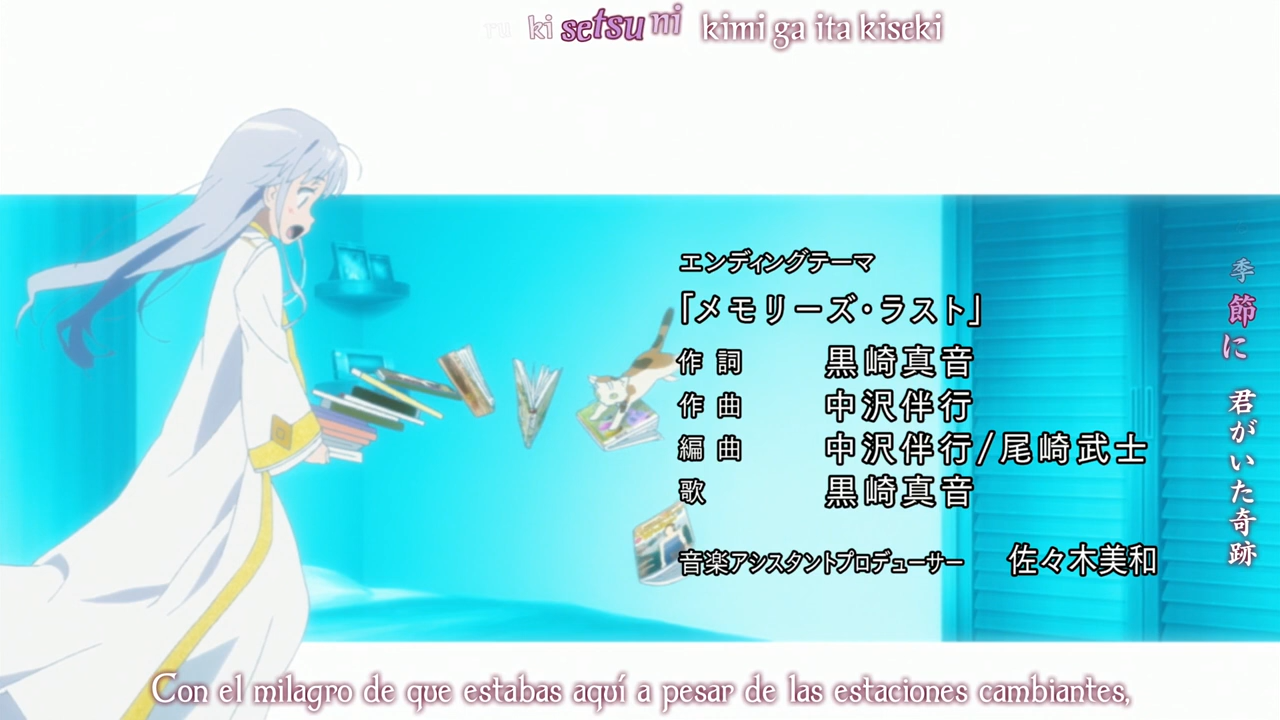 ru ki setsu ni kimi ga ita kiseki
エンディングテーマ
「メモリーズ・ラスト」
作詞 黒崎真音
作曲 中沢伴行
編曲 中沢伴行/尾崎武士
歌 黒崎真音
音楽アシスタントプロデューサー 佐々木美和
季節に 君がいた奇跡
Con el milagro de que estabas aquí a pesar de las estaciones cambiantes,